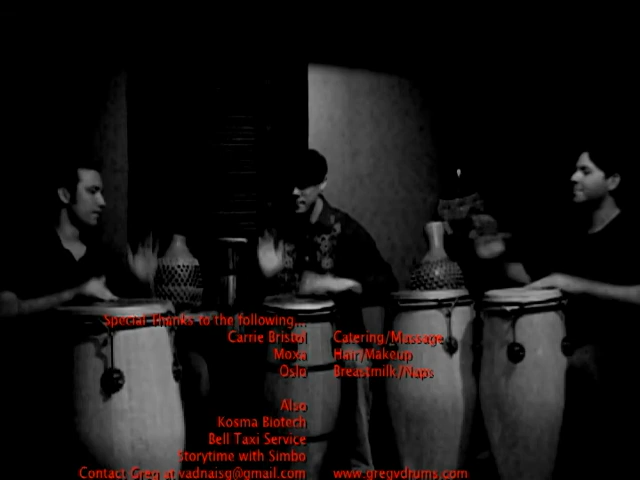 Special Thanks to the following...
Carrie Bristol Catering/Massage
Moxa Hair/Makeup
Oslo Breastmilk/Naps
Also
Kosma Biotech
Bell Taxi Service
Storytime with Simbo
Contact Greg at vadnaisg@gmail.com www.gregvdrums.com